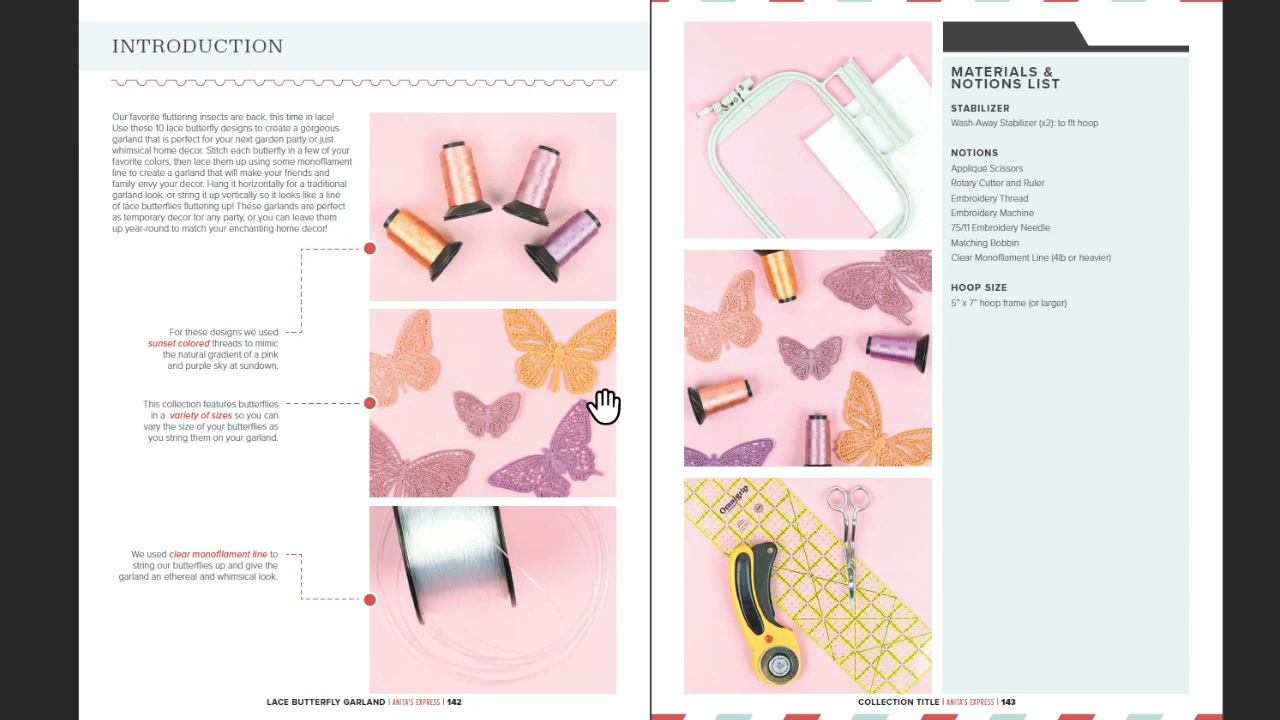 INTRODUCTION
Our favorite fluttering insects are back, this time in lace!
Use these 10 lace butterfly designs to create a gorgeous
garland that is perfect for your next garden party or just
whimsical home decor. Stitch each butterfly in a few of your
favorite colors, then lace them up using some monofilament
line to create a garland that will make your friends and
family envy your decor. Hang it horizontally for a traditional
garland look, or string it up vertically so it looks like a line
of lace butterflies fluttering up! These garlands are perfect
as temporary decor for any party, or you can leave them
up year-round to match your enchanting home decor!
For these designs we used
sunset colored threads to mimic
the natural gradient of a pink
and purple sky at sundown.
This collection features butterflies
in a variety of sizes so you can
vary the size of your butterflies as
you string them on your garland.
We used clear monofilament line to
string our butterflies up and give the
garland an ethereal and whimsical look.
LACE BUTTERFLY GARLAND | ANITA'S EXPRESS | 142
Omnigrip
MATERIALS &
NOTIONS LIST
STABILIZER
Wash-Away Stabilizer (x2): to fit hoop
NOTIONS
Appliqué Scissors
Rotary Cutter and Ruler
Embroidery Thread
Embroidery Machine
75/11 Embroidery Needle
Matching Bobbin
Clear Monofilament Line (4lb or heavier)
HOOP SIZE
5” x 7” hoop frame (or larger)
COLLECTION TITLE | ANITA'S EXPRESS | 143